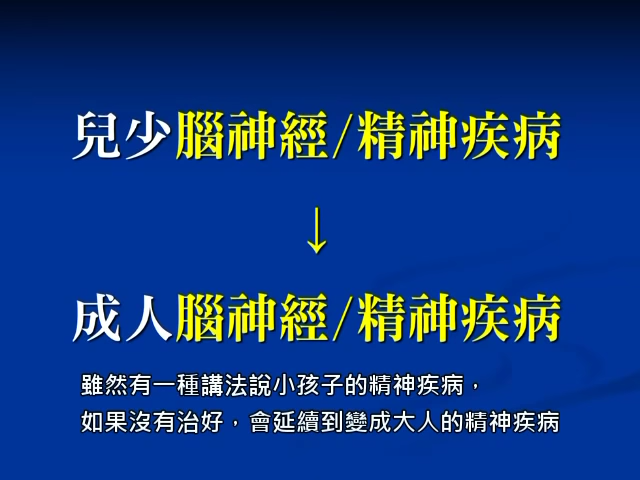 兒少腦神經/精神疾病
↓
成人腦神經/精神疾病
雖然有一種講法說小孩子的精神疾病，
如果沒有治好，會延續到變成大人的精神疾病